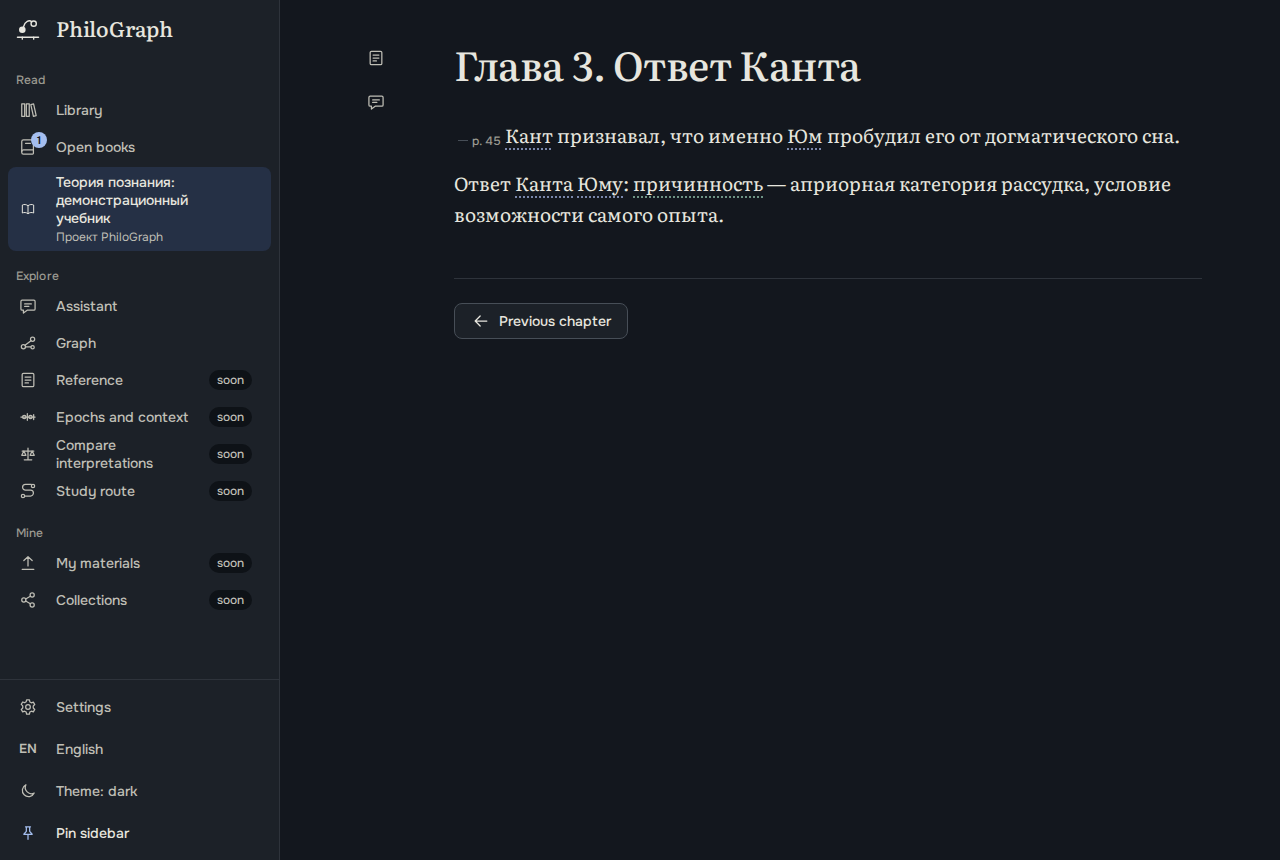 PhiloGraph
Read
Library
1
Open books
Теория познания:
демонстрационный
учебник
Проект PhiloGraph
Explore
Assistant
Graph
Reference soon
Epochs and context soon
Compare
interpretations soon
Study route soon
Mine
My materials soon
Collections soon
Settings
EN English
Theme: dark
Pin sidebar
Глава 3. Ответ Канта
— p. 45 Кант признавал, что именно Юм пробудил его от догматического сна.
Ответ Канта Юму: причинность — априорная категория рассудка, условие
возможности самого опыта.
Previous chapter